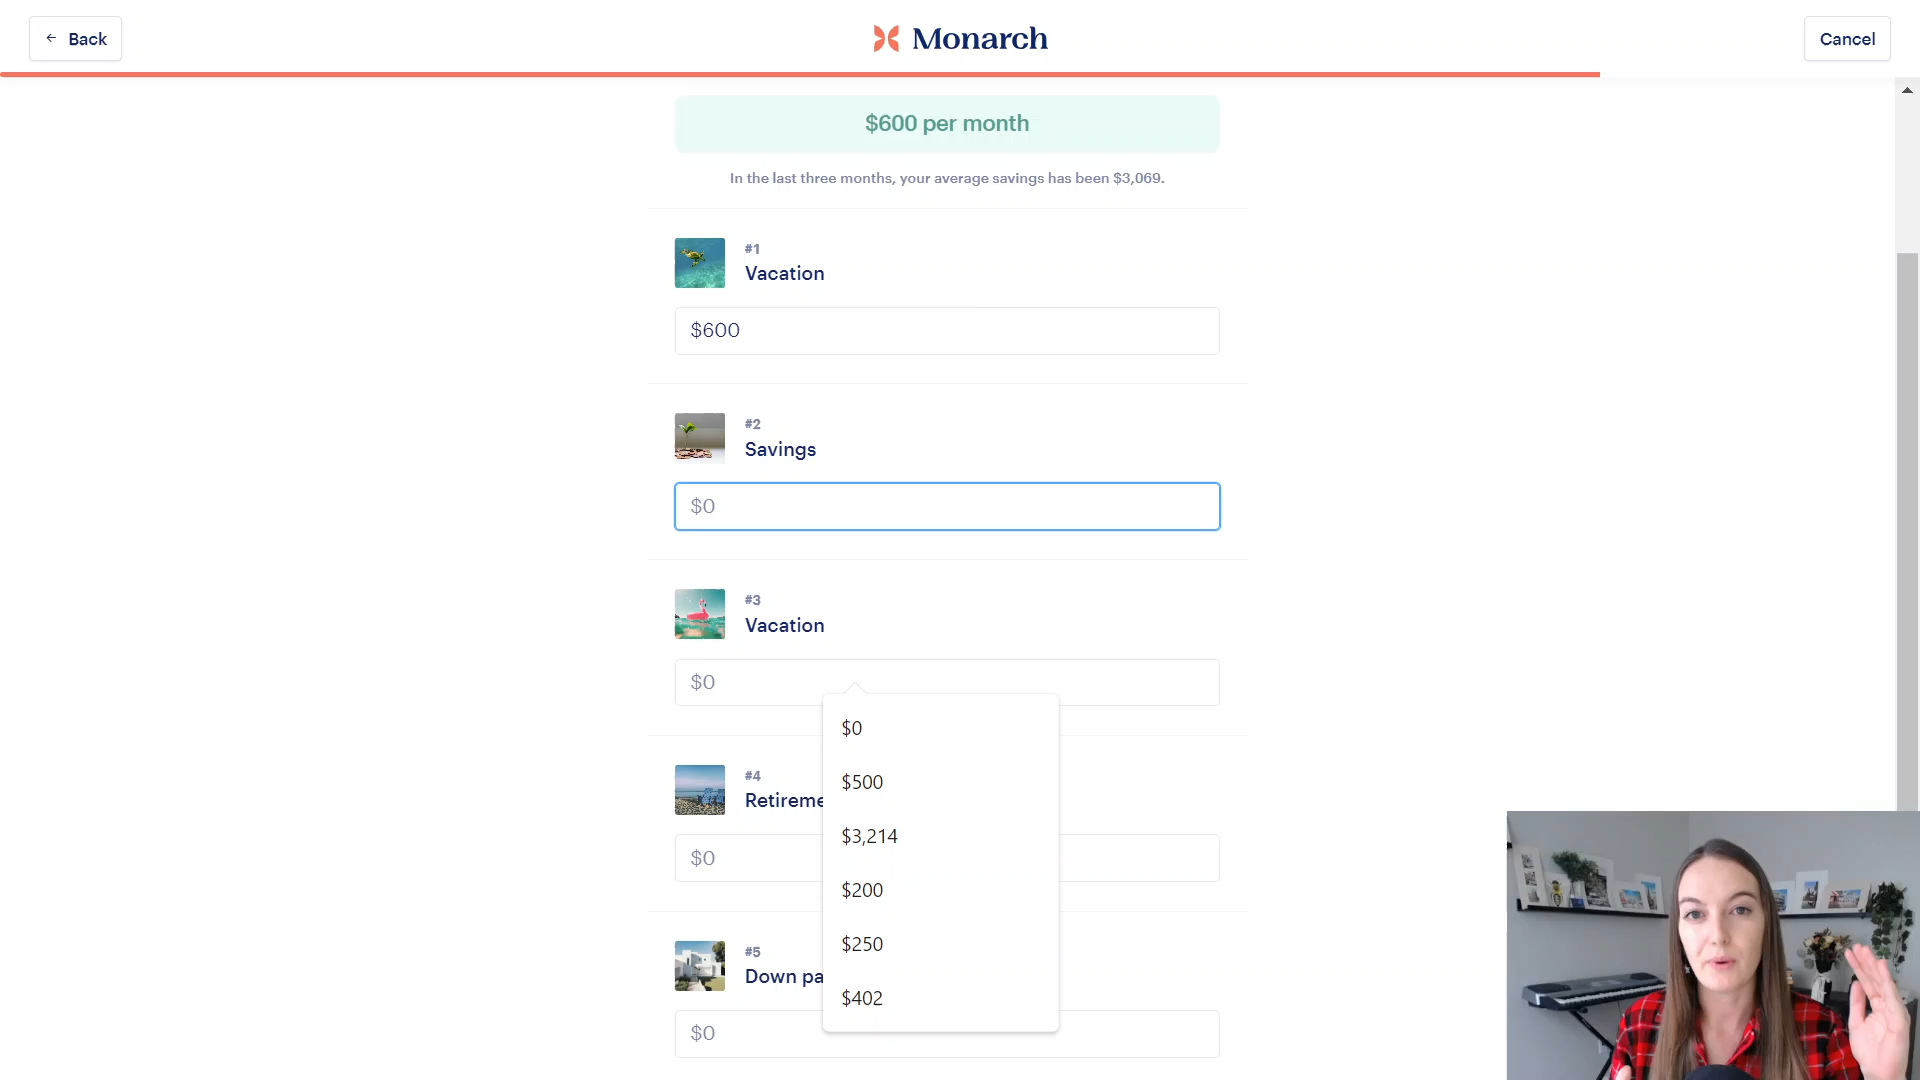 Back
Monarch
Cancel
$600 per month
In the last three months, your average savings has been $3,069.
#1
Vacation
$600
#2
Savings
$0
#3
Vacation
$0
#4
Retireme
$0
#5
Down pa
$0
$0
$500
$3,214
$200
$250
$402